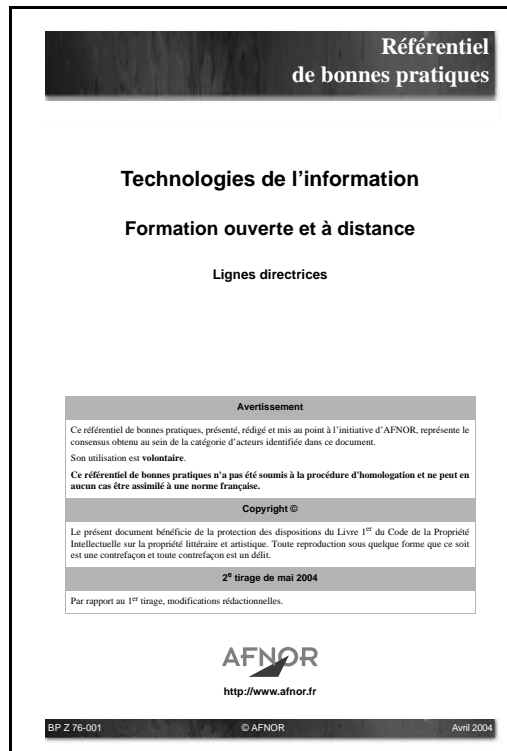 Référentiel
de bonnes pratiques
Technologies de l’information
Formation ouverte et à distance
Lignes directrices
Avertissement
Ce référentiel de bonnes pratiques, présenté, rédigé et mis au point à l’initiative d’AFNOR, représente le
consensus obtenu au sein de la catégorie d’acteurs identifiée dans ce document.
Son utilisation est volontaire.
Ce référentiel de bonnes pratiques n'a pas été soumis à la procédure d'homologation et ne peut en
aucun cas être assimilé à une norme française.
Copyright ©
Le présent document bénéficie de la protection des dispositions du Livre 1er du Code de la Propriété
Intellectuelle sur la propriété littéraire et artistique. Toute reproduction sous quelque forme que ce soit
est une contrefaçon et toute contrefaçon est un délit.
2e tirage de mai 2004
Par rapport au 1er tirage, modifications rédactionnelles.
AFNOR
http://www.afnor.fr
BP Z 76-001 © AFNOR Avril 2004